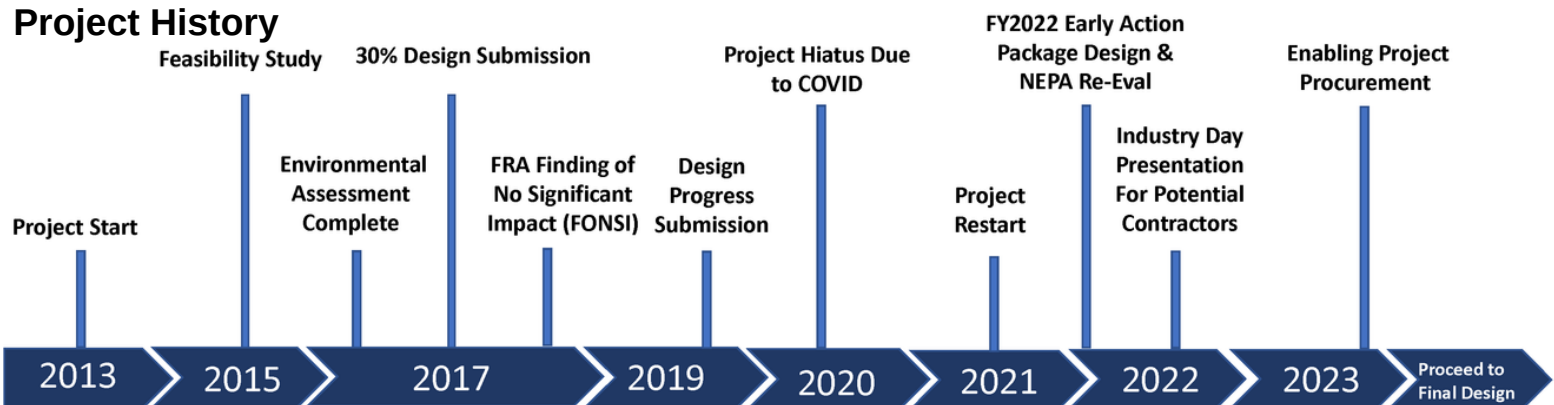 Project History
Project Start
Feasibility Study
Environmental
Assessment
Complete
30% Design Submission
FRA Finding of
No Significant
Impact (FONSI)
Design
Progress
Submission
Project Hiatus Due
to COVID
Project
Restart
FY2022 Early Action
Package Design &
NEPA Re-Eval
Industry Day
Presentation
For Potential
Contractors
Enabling Project
Procurement
2013
2015
2017
2019
2020
2021
2022
2023
Proceed to
Final Design